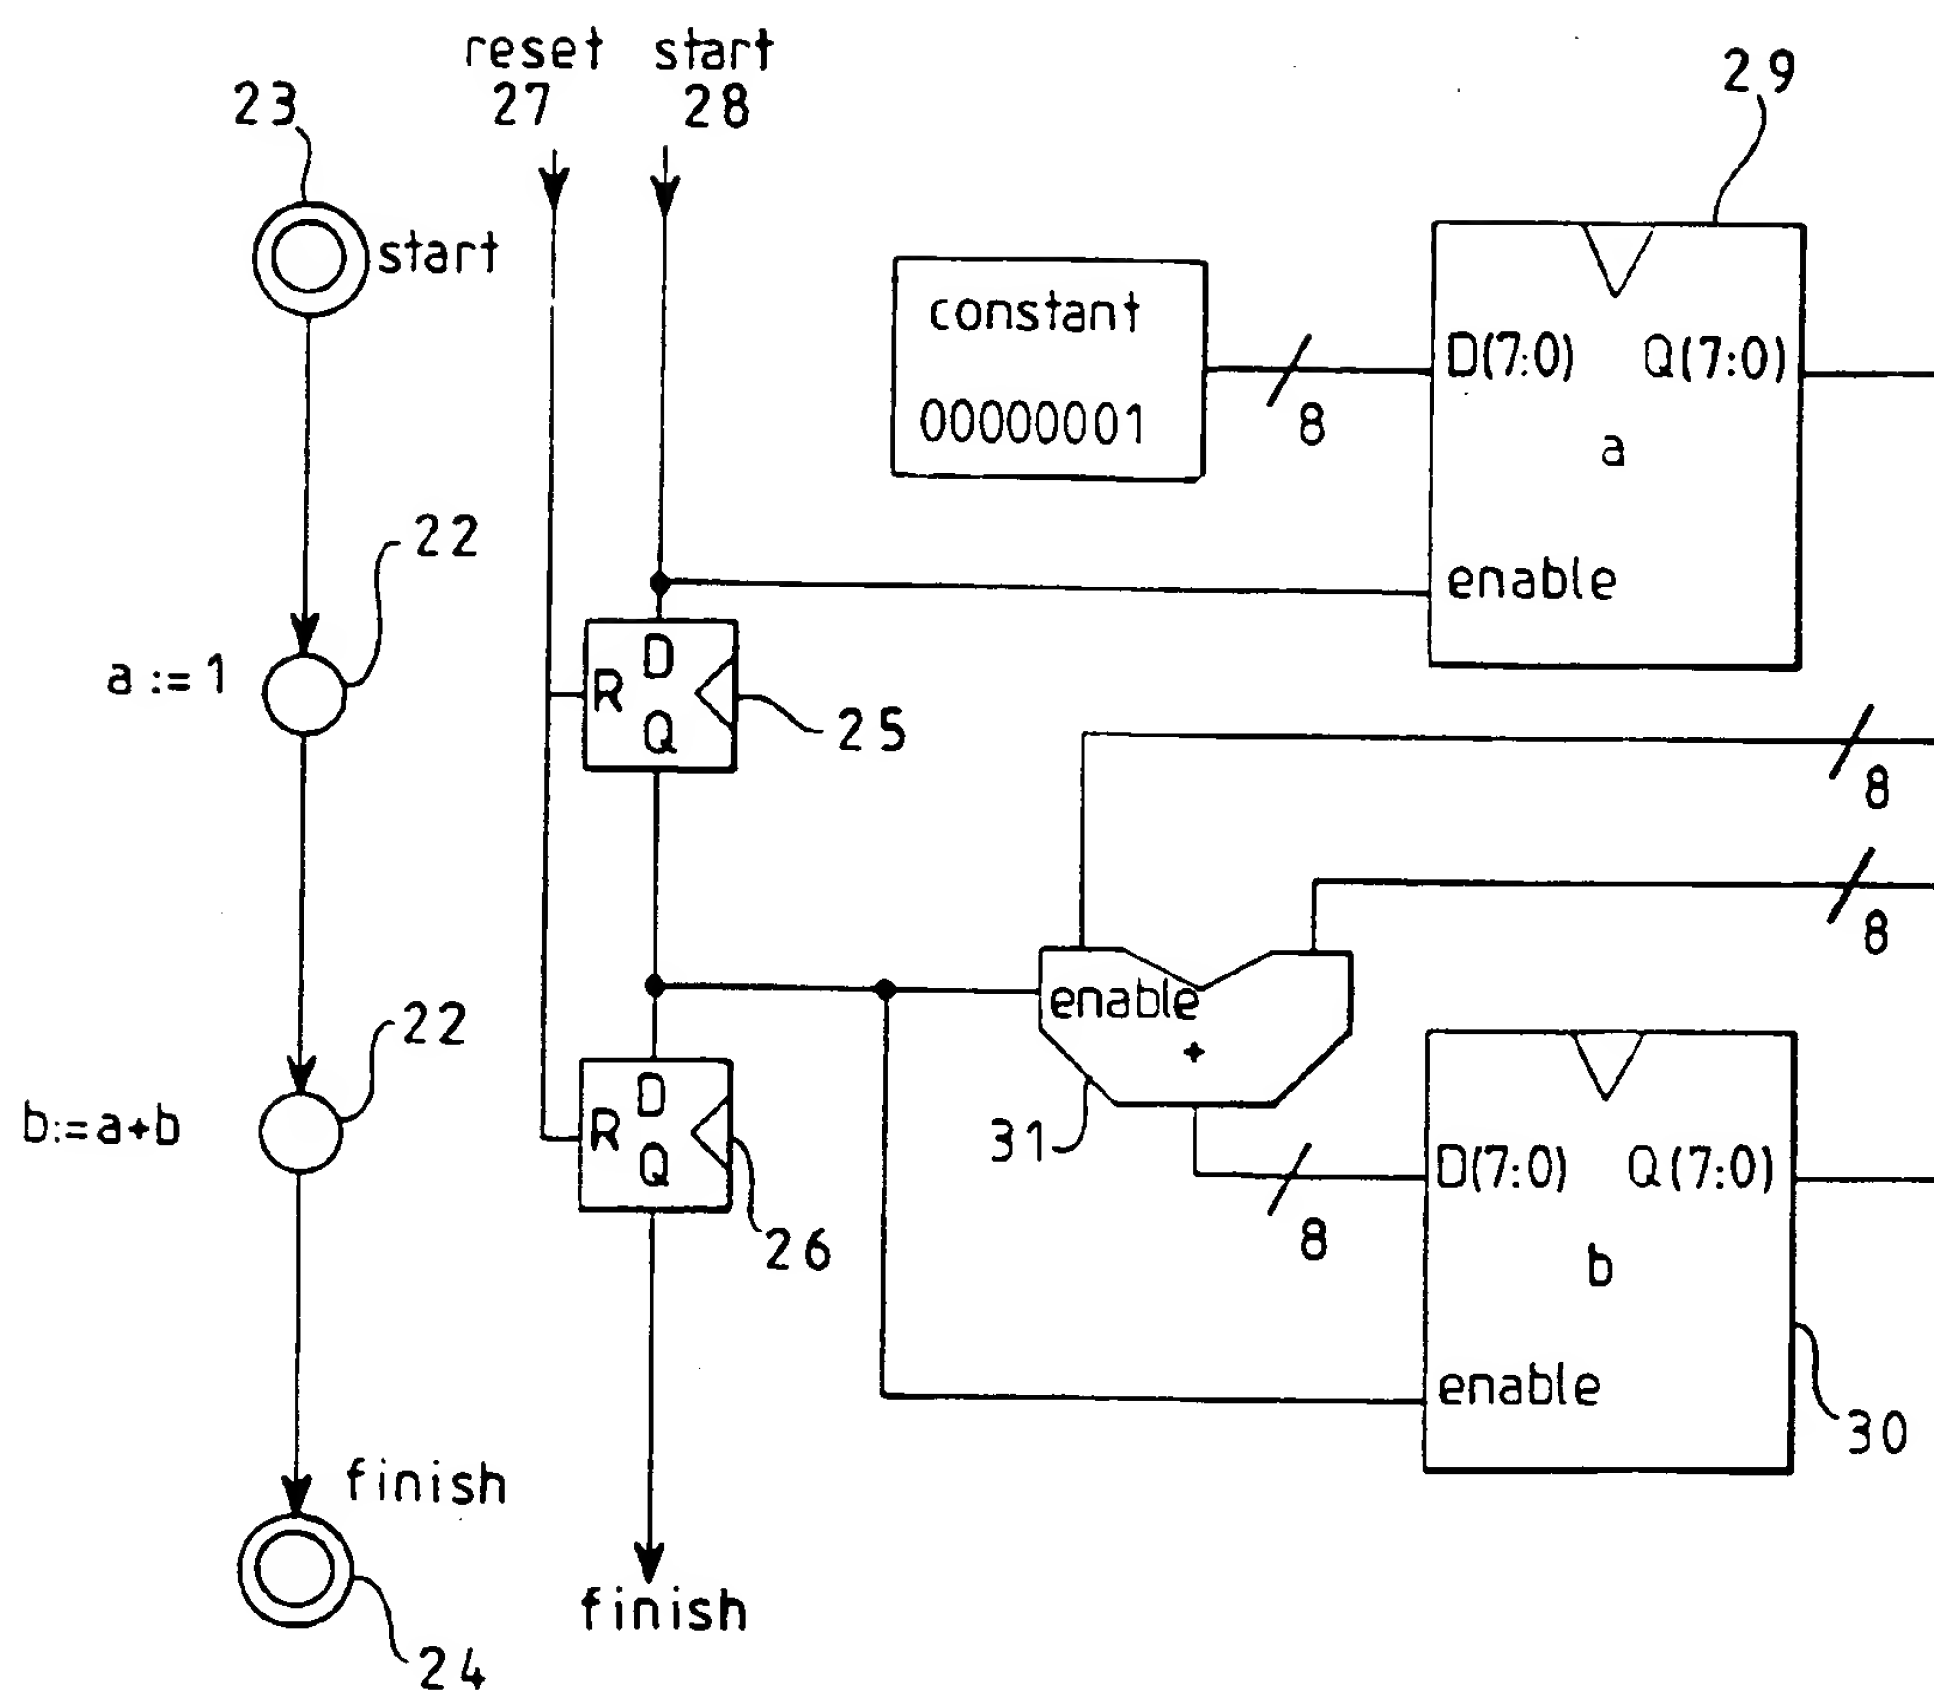 reset start
27 28
23
29
start
constant
00000001
8
D(7:0) Q(7:0)
a
enable
22
a := 1
D
R
Q
25
8
8
enable
+
22
b:=a+b
D
R
Q
31
26
8
D(7:0) Q(7:0)
b
enable
30
finish
finish
24